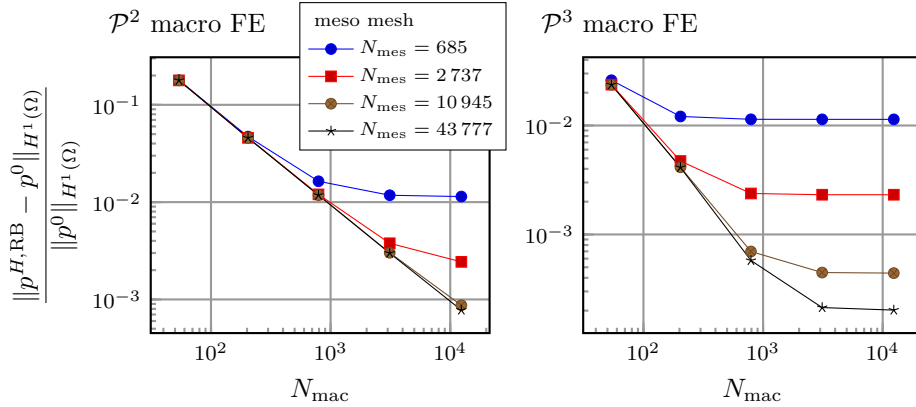 𝒫² macro FE
𝒫³ macro FE
meso mesh
N_mes = 685
N_mes = 2 737
N_mes = 10 945
N_mes = 43 777
||p^{H,RB} − p^0||_{H^1(Ω)}
||p^0||_{H^1(Ω)}
10^{−1}
10^{−2}
10^{−3}
10^2
10^3
10^4
N_mac
10^{−2}
10^{−3}
10^2
10^3
10^4
N_mac